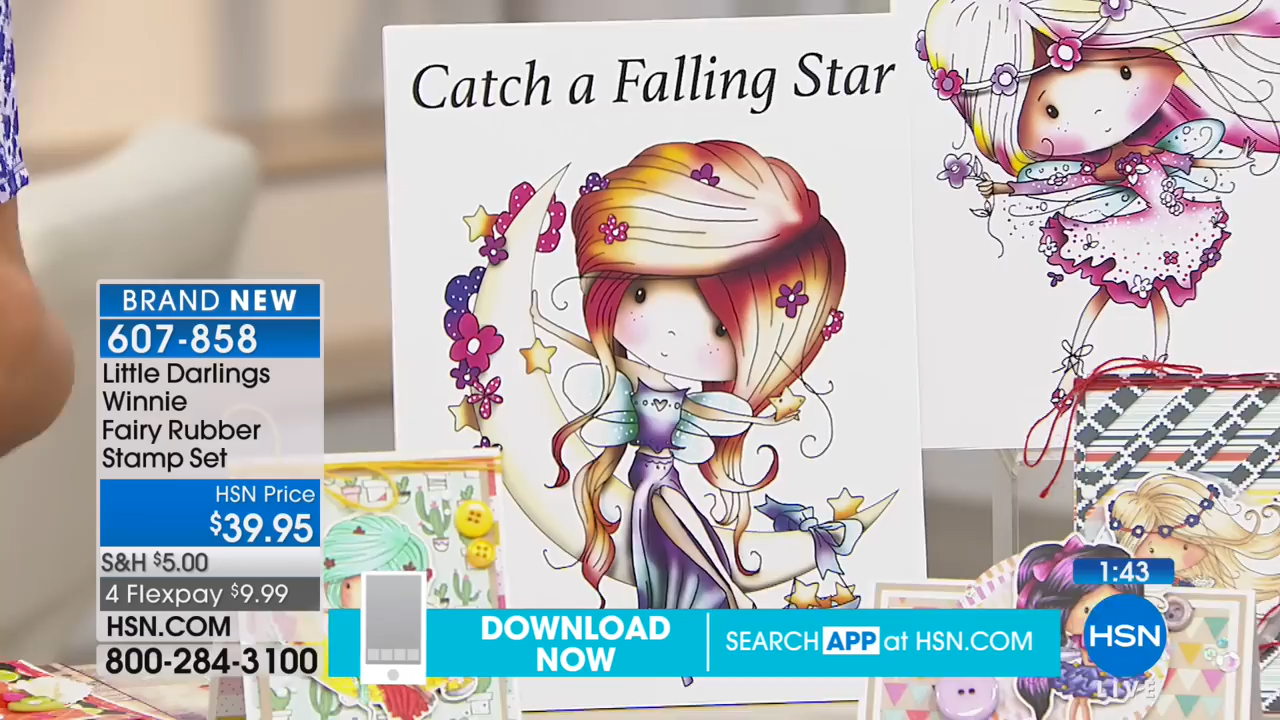 Catch a Falling Star
BRAND NEW
607-858
Little Darlings
Winnie
Fairy Rubber
Stamp Set
HSN Price
$39.95
S&H $5.00
4 Flexpay $9.99
HSN.COM
800-284-3100
DOWNLOAD
NOW
SEARCH APP at HSN.COM
1:43
HSN
LIVE